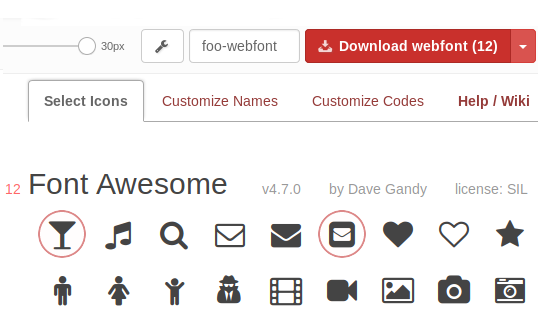 30px
foo-webfont
Download webfont (12)
Select Icons
Customize Names
Customize Codes
Help / Wiki
12 Font Awesome v4.7.0 by Dave Gandy license: SIL